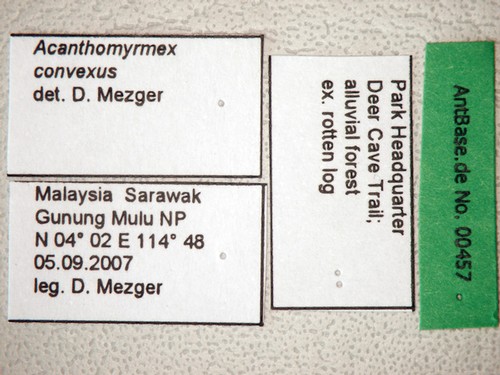 Acanthomyrmex
convexus
det. D. Mezger
Malaysia Sarawak
Gunung Mulu NP
N 04° 02 E 114° 48
05.09.2007
leg. D. Mezger
Park Headquarter
Deer Cave Trail;
alluvial forest
ex. rotten log
AntBase.de No. 00457